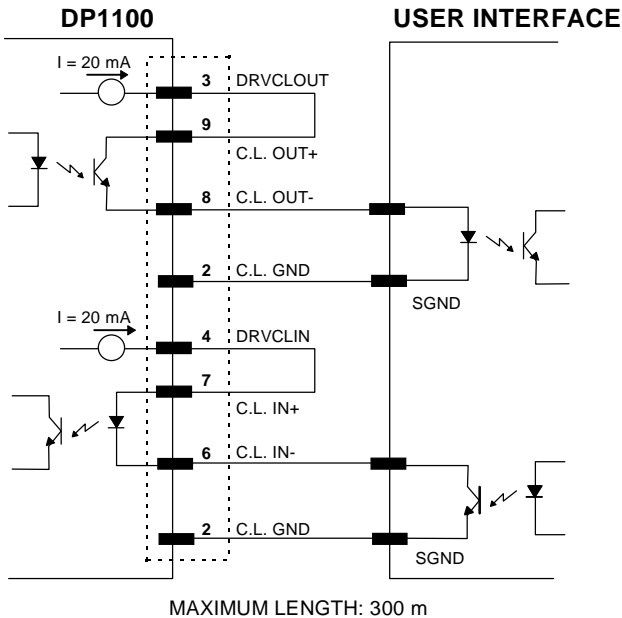 DP1100
USER INTERFACE
I = 20 mA
3 DRVCLOUT
9
C.L. OUT+
8 C.L. OUT-
2 C.L. GND
SGND
I = 20 mA
4 DRVCLIN
7
C.L. IN+
6 C.L. IN-
2 C.L. GND
SGND
MAXIMUM LENGTH: 300 m